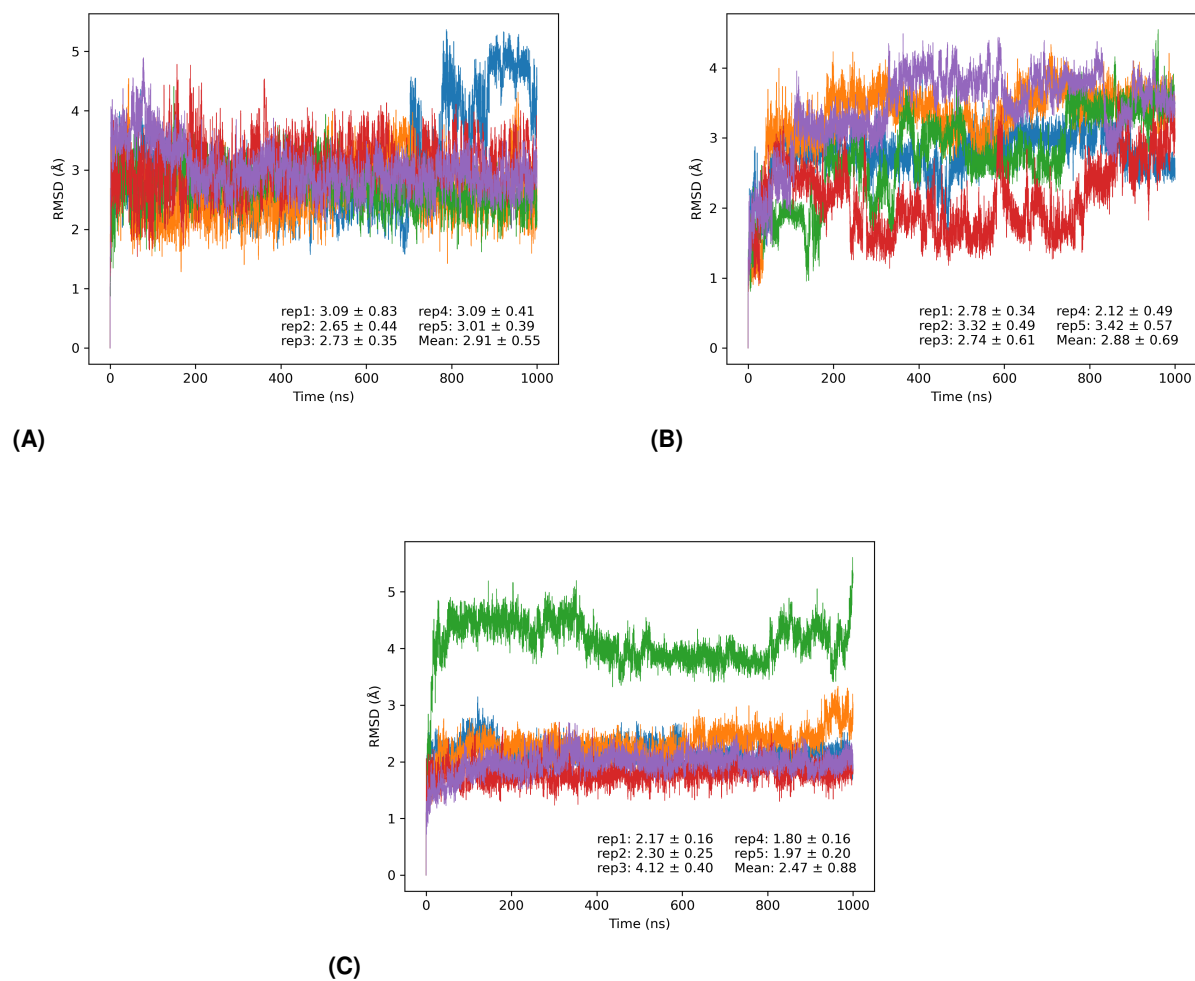 5
4
3
2
1
0
RMSD (Å)
rep1: 3.09 ± 0.83 rep4: 3.09 ± 0.41
rep2: 2.65 ± 0.44 rep5: 3.01 ± 0.39
rep3: 2.73 ± 0.35 Mean: 2.91 ± 0.55
0 200 400 600 800 1000
Time (ns)
(A)
4
3
2
1
0
RMSD (Å)
rep1: 2.78 ± 0.34 rep4: 2.12 ± 0.49
rep2: 3.32 ± 0.49 rep5: 3.42 ± 0.57
rep3: 2.74 ± 0.61 Mean: 2.88 ± 0.69
0 200 400 600 800 1000
Time (ns)
(B)
5
4
3
2
1
0
RMSD (Å)
rep1: 2.17 ± 0.16 rep4: 1.80 ± 0.16
rep2: 2.30 ± 0.25 rep5: 1.97 ± 0.20
rep3: 4.12 ± 0.40 Mean: 2.47 ± 0.88
0 200 400 600 800 1000
Time (ns)
(C)